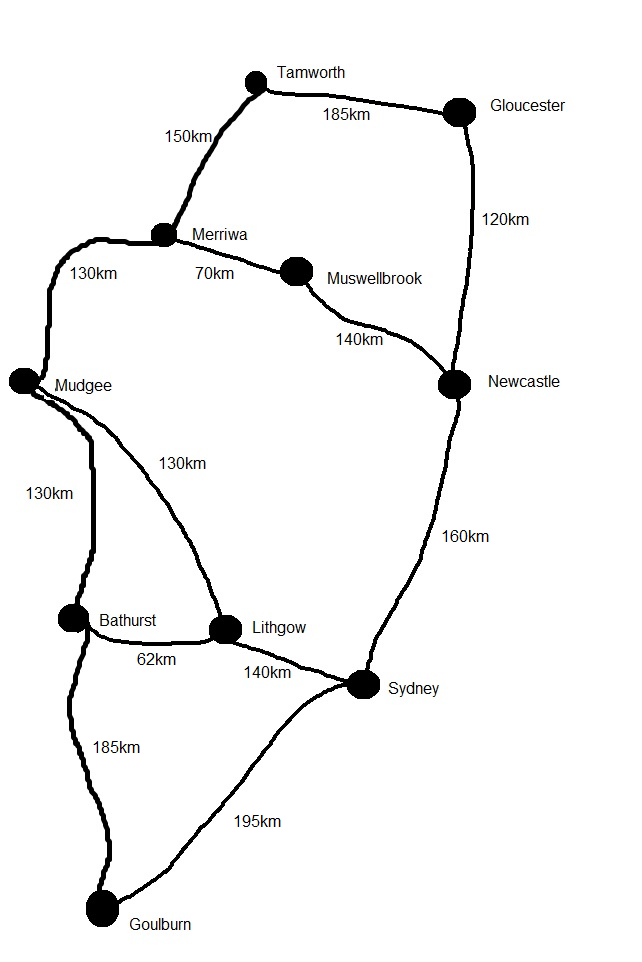 Tamworth
Gloucester
185km
150km
120km
Merriwa
130km
70km
Muswellbrook
140km
Mudgee
Newcastle
130km
130km
160km
Bathurst
Lithgow
62km
140km
Sydney
185km
195km
Goulburn